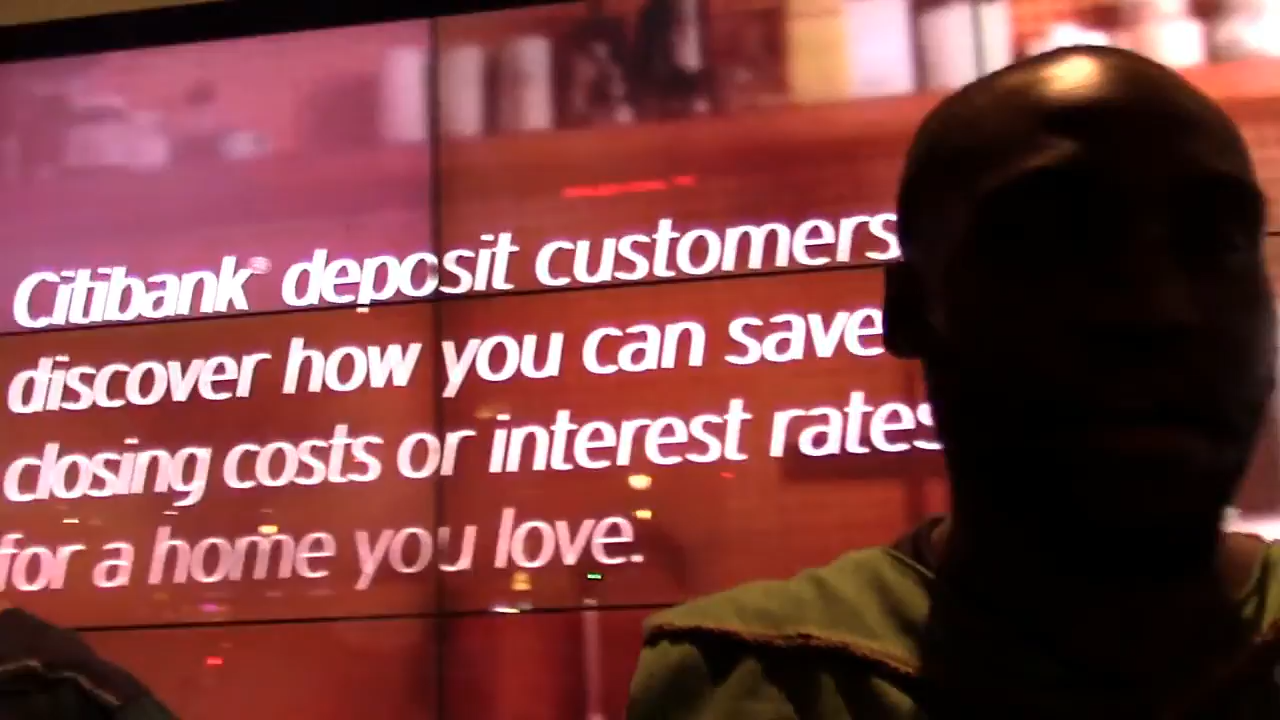 Citibank® deposit customers
discover how you can save
closing costs or interest rates
for a home you love.